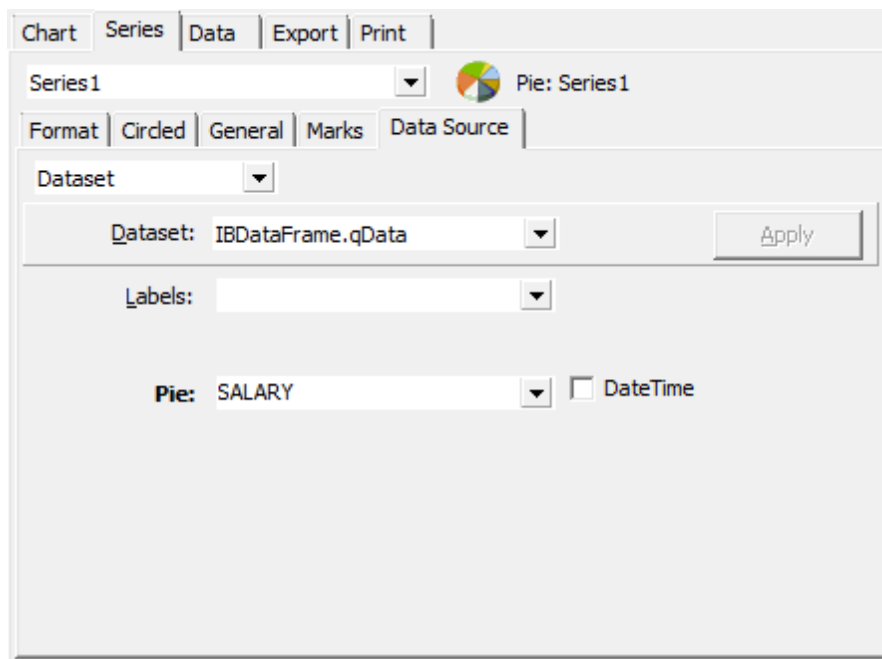 Chart Series Data Export Print
Series1 Pie: Series1
Format Circled General Marks Data Source
Dataset
Dataset: IBDataFrame.qData Apply
Labels:
Pie: SALARY DateTime